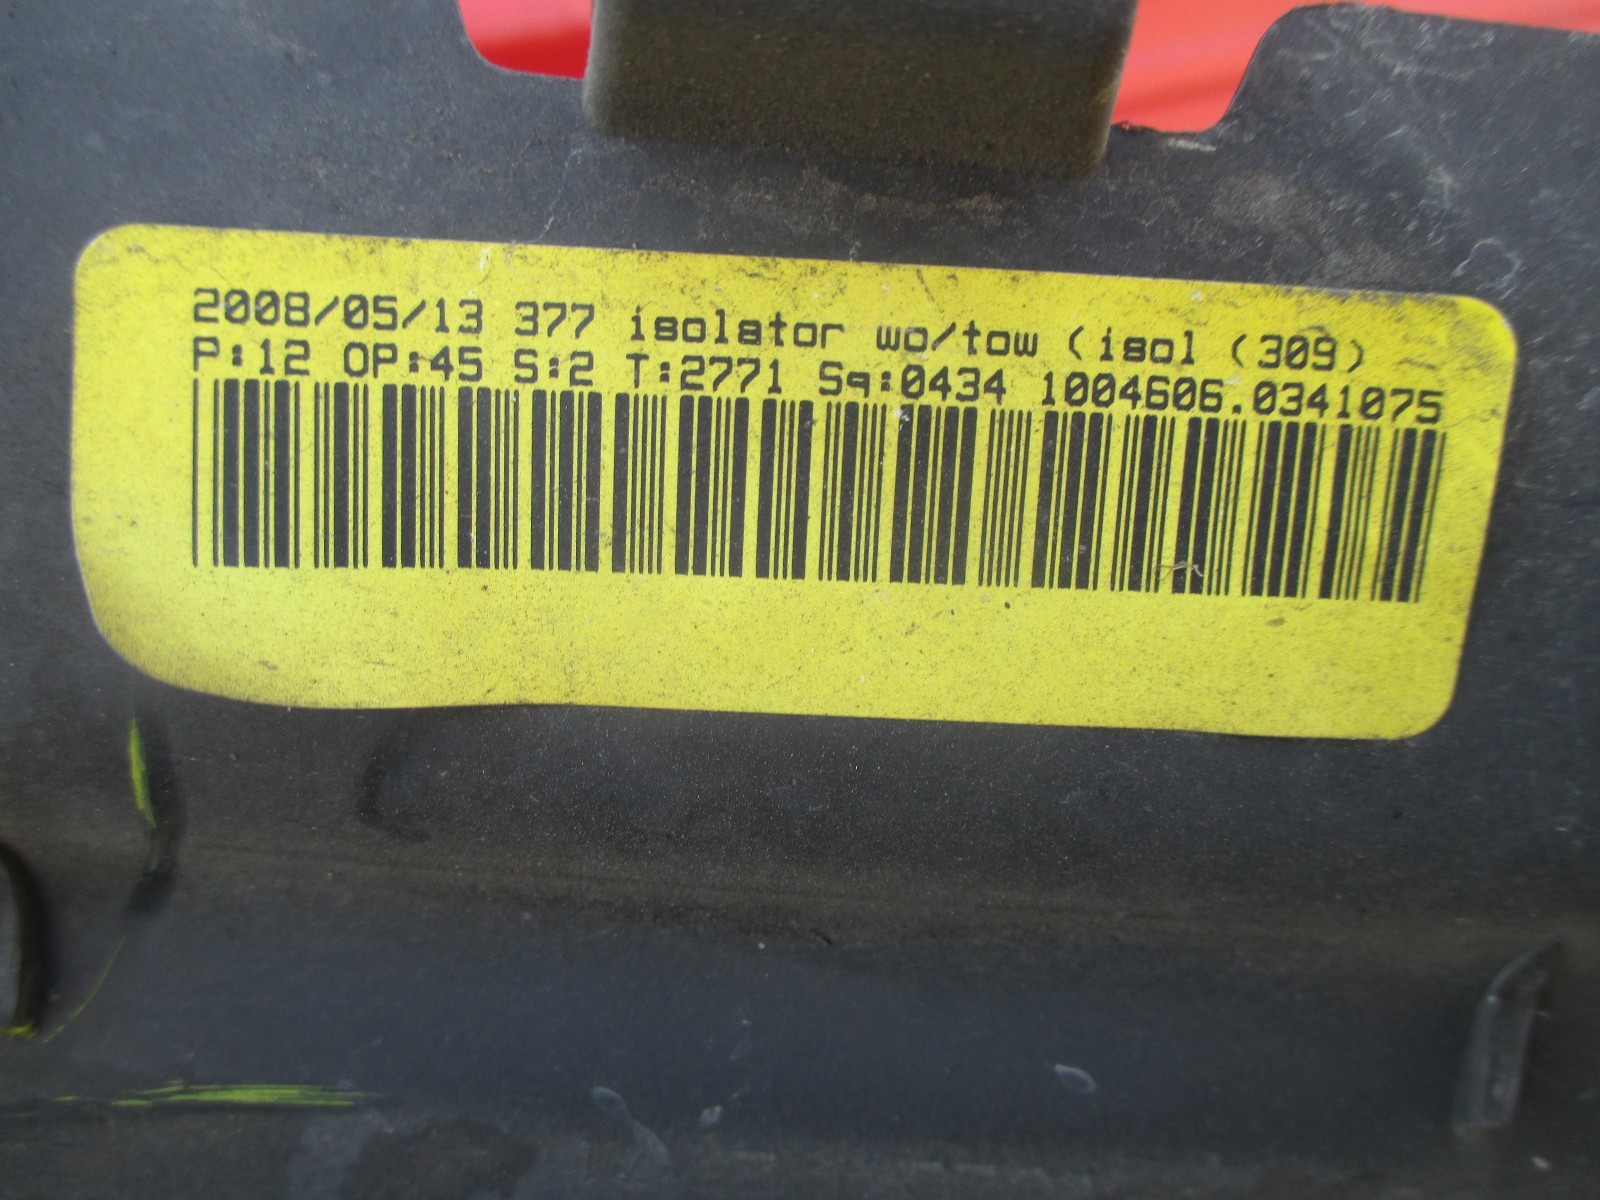 2008/05/13 377 isolator wo/tow (isol (309)
P:12 OP:45 S:2 T:2771 Sq:0434 1004606.0341075